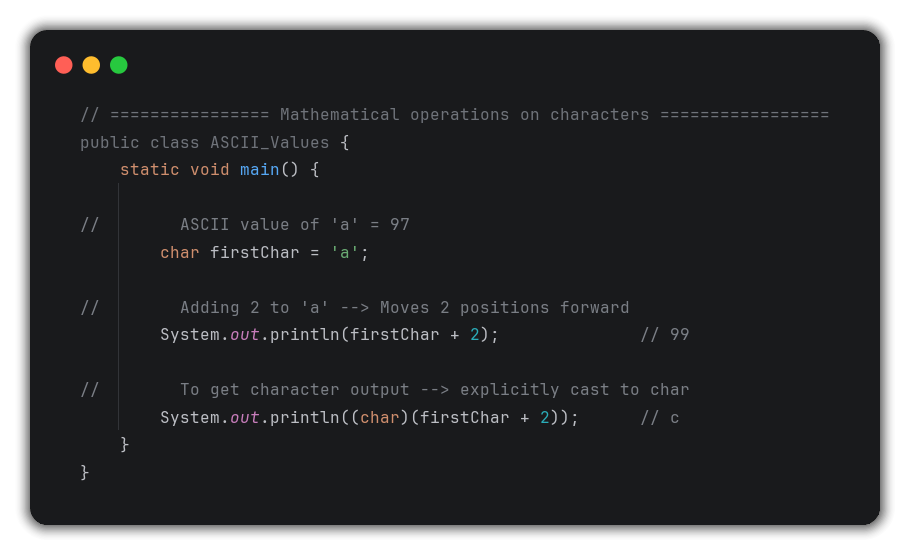 // ================ Mathematical operations on characters =================
public class ASCII_Values {
    static void main() {
//        ASCII value of 'a' = 97
        char firstChar = 'a';
//        Adding 2 to 'a' --> Moves 2 positions forward
        System.out.println(firstChar + 2);              // 99
//        To get character output --> explicitly cast to char
        System.out.println((char)(firstChar + 2));      // c
    }
}